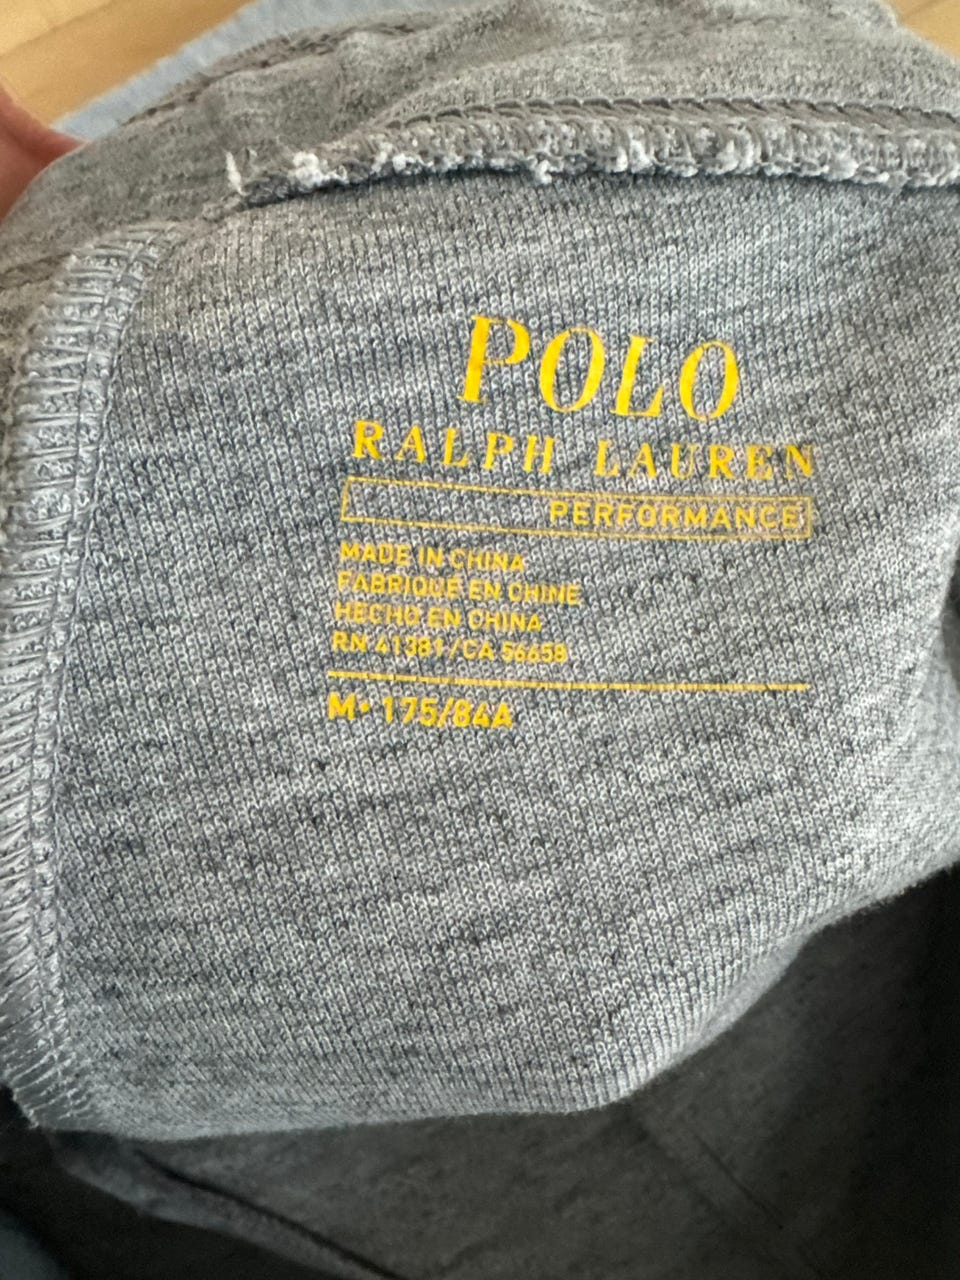 POLO
RALPH LAUREN
PERFORMANCE
MADE IN CHINA
FABRIQUÉ EN CHINE
HECHO EN CHINA
RN 41381/CA 56658
M• 175/84A